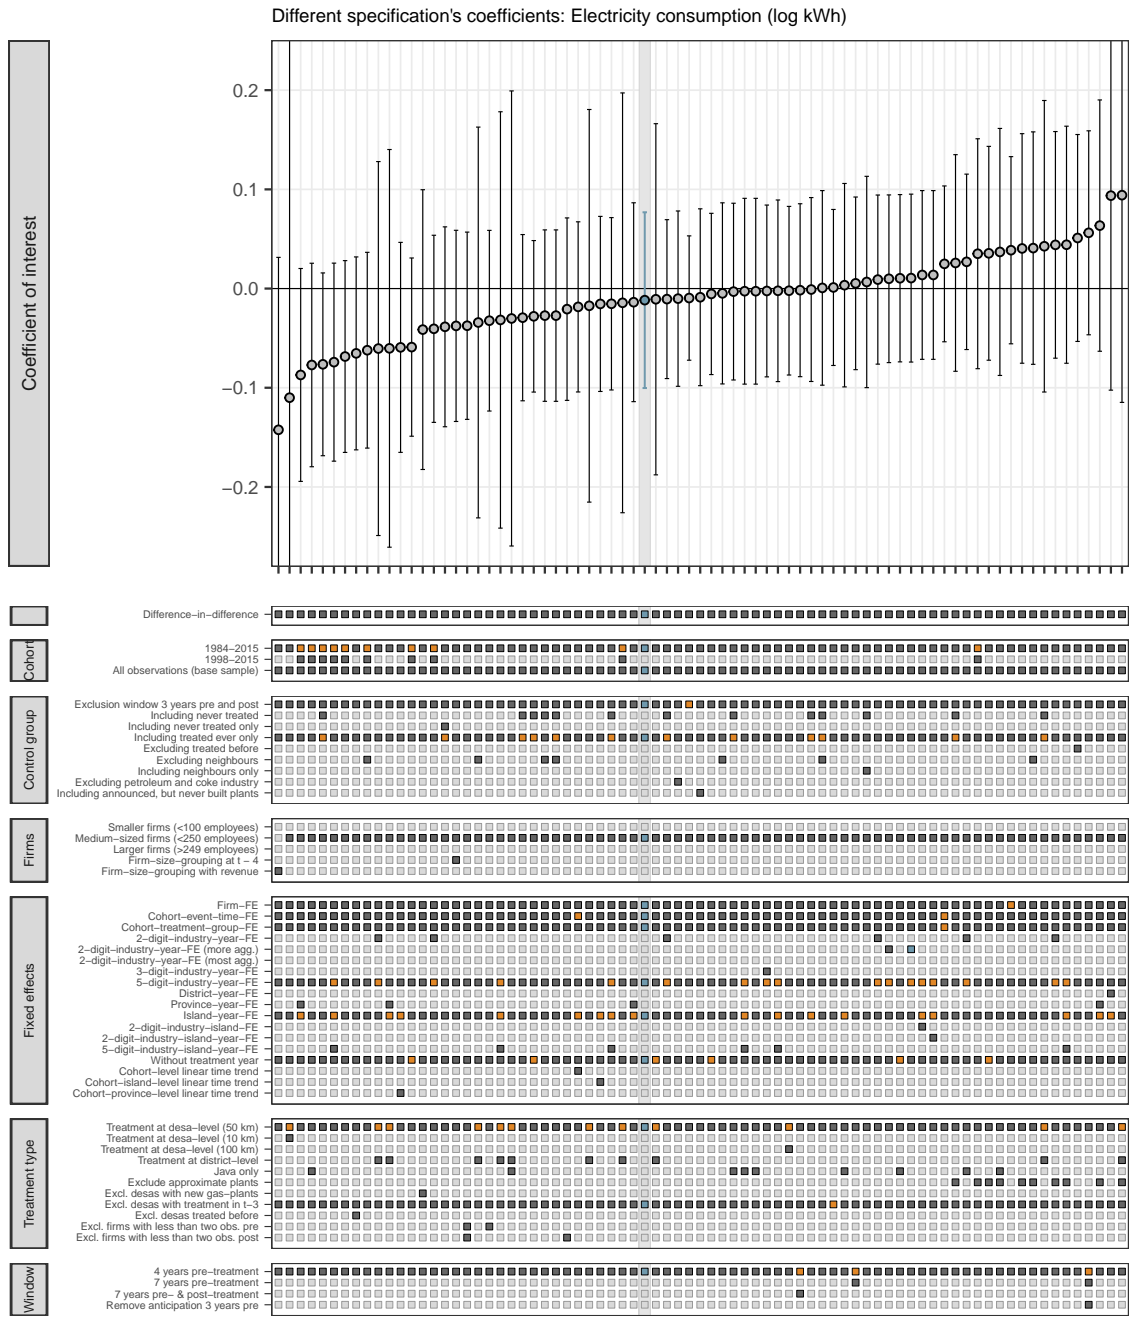 Different specification's coefficients: Electricity consumption (log kWh)
Coefficient of interest
0.2
0.1
0.0
−0.1
−0.2
Difference−in−difference
Cohort
1984−2015
1998−2015
All observations (base sample)
Control group
Exclusion window 3 years pre and post
Including never treated
Including never treated only
Including treated ever only
Excluding treated before
Excluding neighbours
Including neighbours only
Excluding petroleum and coke industry
Including announced, but never built plants
Firms
Smaller firms (<100 employees)
Medium−sized firms (<250 employees)
Larger firms (>249 employees)
Firm−size−grouping at t − 4
Firm−size−grouping with revenue
Fixed effects
Firm−FE
Cohort−event−time−FE
Cohort−treatment−group−FE
2−digit−industry−year−FE
2−digit−industry−year−FE (more agg.)
2−digit−industry−year−FE (most agg.)
3−digit−industry−year−FE
5−digit−industry−year−FE
District−year−FE
Province−year−FE
Island−year−FE
2−digit−industry−island−FE
2−digit−industry−island−year−FE
5−digit−industry−island−year−FE
Without treatment year
Cohort−level linear time trend
Cohort−island−level linear time trend
Cohort−province−level linear time trend
Treatment type
Treatment at desa−level (50 km)
Treatment at desa−level (10 km)
Treatment at desa−level (100 km)
Treatment at district−level
Java only
Exclude approximate plants
Excl. desas with new gas−plants
Excl. desas with treatment in t−3
Excl. desas treated before
Excl. firms with less than two obs. pre
Excl. firms with less than two obs. post
Window
4 years pre−treatment
7 years pre−treatment
7 years pre− & post−treatment
Remove anticipation 3 years pre